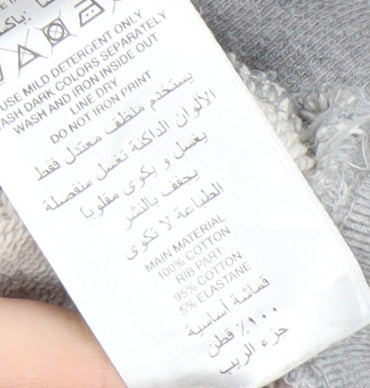 USE MILD DETERGENT ONLY
WASH DARK COLORS SEPARATELY
WASH AND IRON INSIDE OUT
LINE DRY
DO NOT IRON PRINT
يستخدم منظف معتدل فقط
الألوان الداكنة تغسل منفصلة
يغسل و يكوى مقلوبا
يجفف بالنشر
الطباعة لا تكوى
MAIN MATERIAL:
100% COTTON
RIB PART:
95% COTTON
5% ELASTANE
قماشة أساسية
١٠٠٪ قطن
جزء الريب